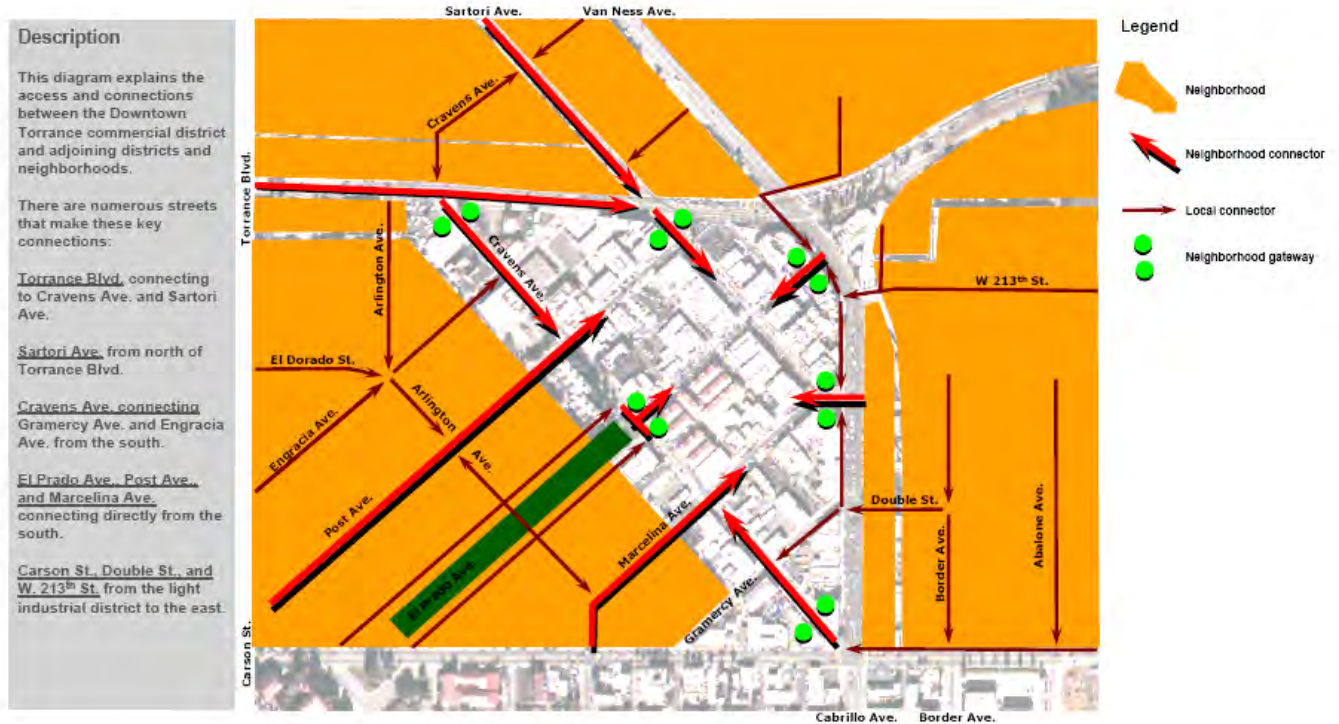 Sartori Ave.
Van Ness Ave.
Description
This diagram explains the
access and connections
between the Downtown
Torrance commercial district
and adjoining districts and
neighborhoods.
There are numerous streets
that make these key
connections:
Torrance Blvd. connecting
to Cravens Ave. and Sartori
Ave.
Sartori Ave. from north of
Torrance Blvd.
Cravens Ave. connecting
Gramercy Ave. and Engracia
Ave. from the south.
El Prado Ave., Post Ave.,
and Marcelina Ave.
connecting directly from the
south.
Carson St., Double St., and
W. 213th St. from the light
industrial district to the east.
Cravens Ave.
Torrance Blvd.
Arlington Ave.
Cravens Ave.
W 213th St.
El Dorado St.
Arlington
Ave.
Engracia Ave.
Post Ave.
El Prado Ave.
Marcelina Ave.
Gramercy Ave.
Double St.
Border Ave.
Abalone Ave.
Carson St.
Cabrillo Ave.
Border Ave.
Legend
Neighborhood
Neighborhood connector
Local connector
Neighborhood gateway